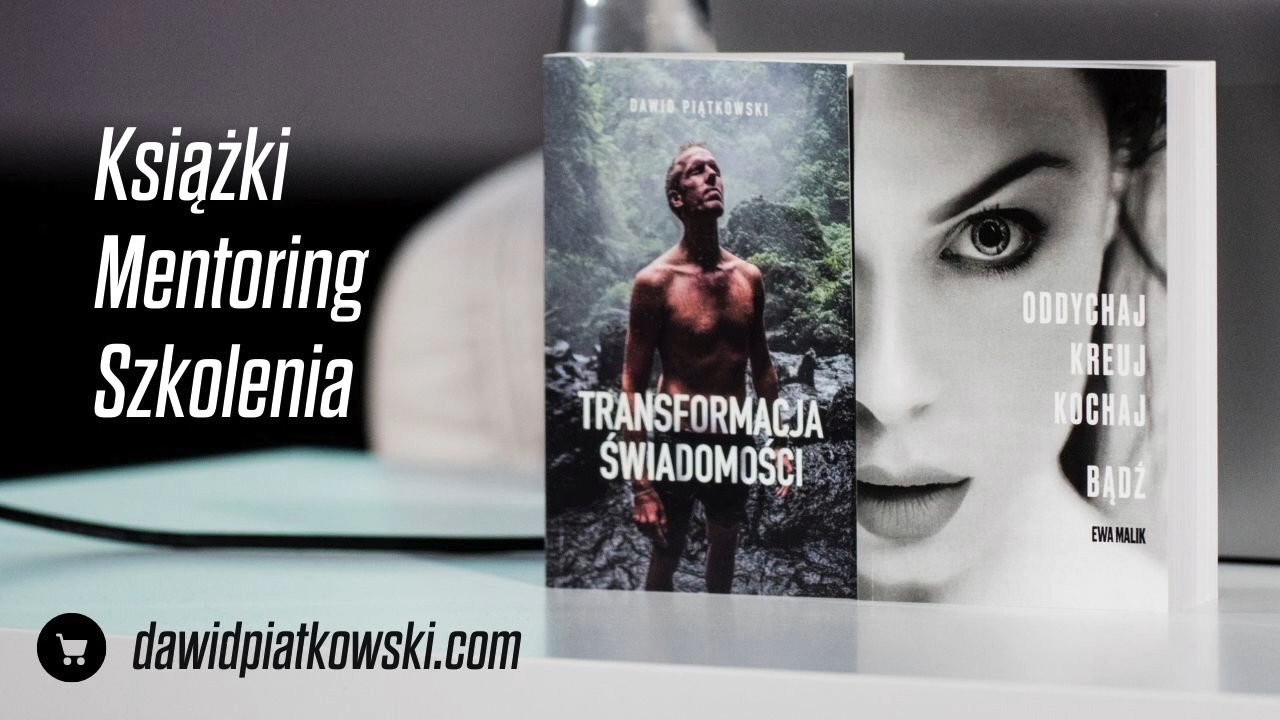 Książki
Mentoring
Szkolenia
dawidpiatkowski.com
DAWID PIĄTKOWSKI
TRANSFORMACJA
ŚWIADOMOŚCI
ODDYCHAJ
KREUJ
KOCHAJ
BĄDŹ
EWA MALIK